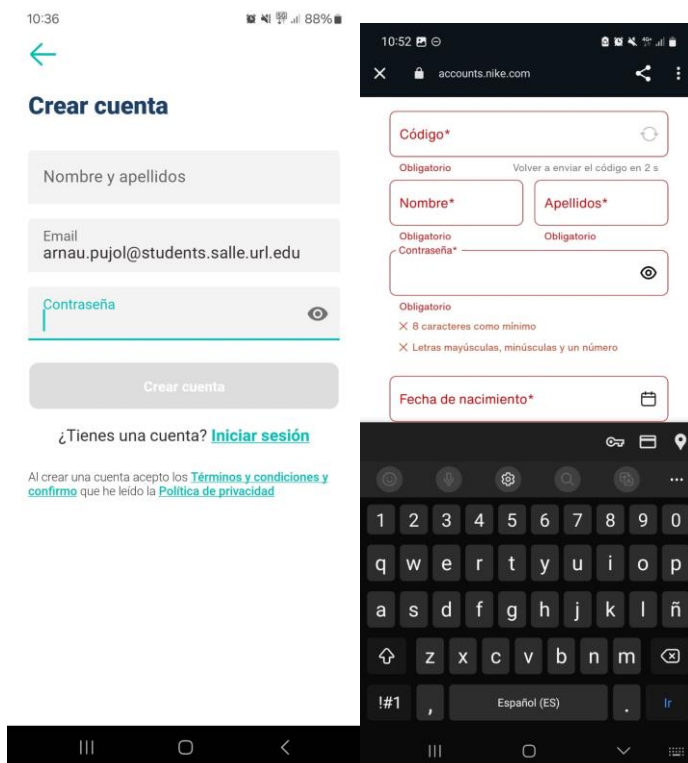 10:36
88%
Crear cuenta
Nombre y apellidos
Email
arnau.pujol@students.salle.url.edu
Contraseña
Crear cuenta
¿Tienes una cuenta? Iniciar sesión
Al crear una cuenta acepto los Términos y condiciones y
confirmo que he leído la Política de privacidad
10:52
accounts.nike.com
Código*
Obligatorio Volver a enviar el código en 2 s
Nombre* Apellidos*
Obligatorio Obligatorio
Contraseña*
Obligatorio
8 caracteres como mínimo
Letras mayúsculas, minúsculas y un número
Fecha de nacimiento*
1 2 3 4 5 6 7 8 9 0
q w e r t y u i o p
a s d f g h j k l ñ
z x c v b n m
!#1 , Español (ES) . Ir